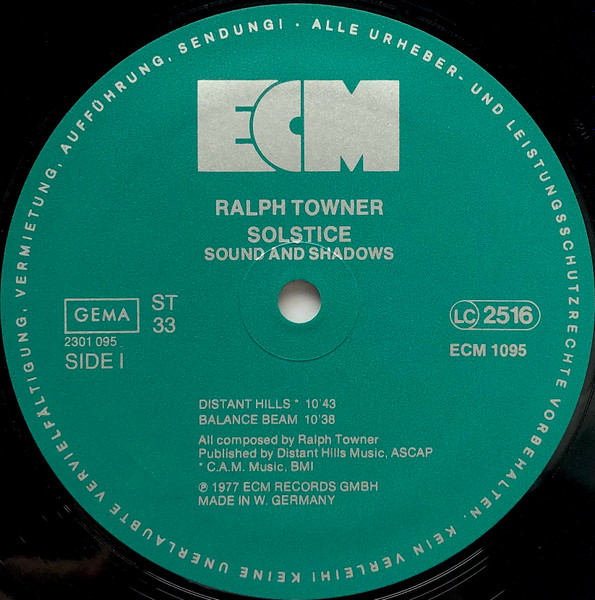 ALLE URHEBER- UND LEISTUNGSSCHUTZRECHTE VORBEHALTEN. KEIN VERLEIH! KEINE UNERLAUBTE VERVIELFÄLTIGUNG, VERMIETUNG, AUFFÜHRUNG, SENDUNG! -
ECM
RALPH TOWNER
SOLSTICE
SOUND AND SHADOWS
GEMA
ST
33
2301 095
SIDE I
LC 2516
ECM 1095
DISTANT HILLS * 10'43
BALANCE BEAM 10'38
All composed by Ralph Towner
Published by Distant Hills Music, ASCAP
* C.A.M. Music, BMI
℗ 1977 ECM RECORDS GMBH
MADE IN W. GERMANY